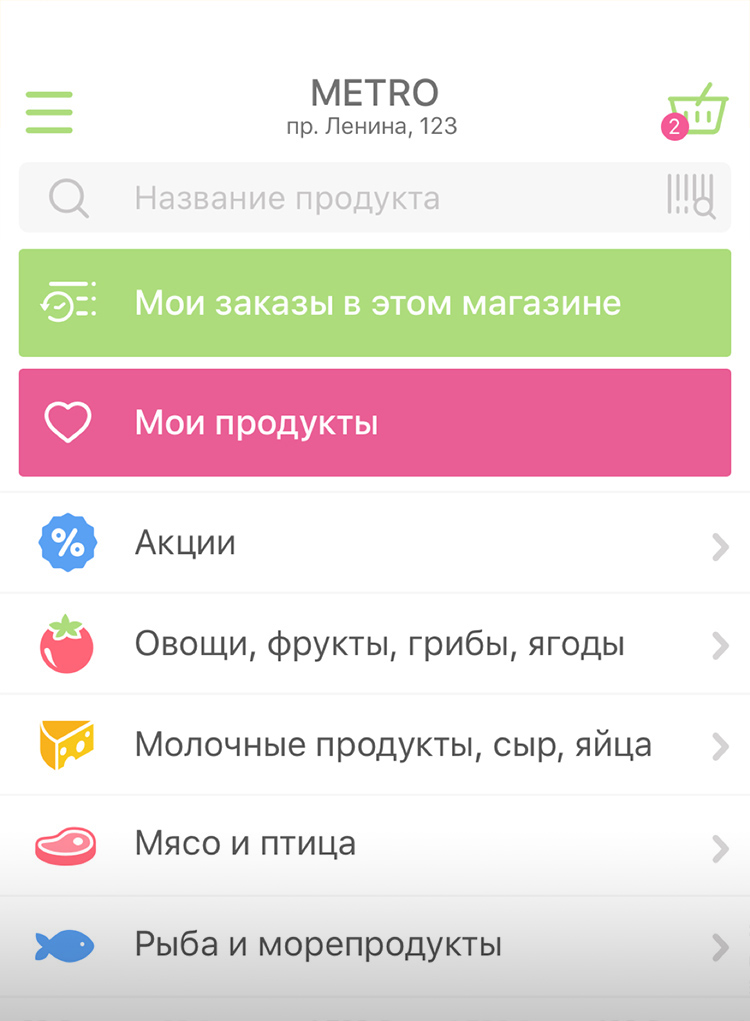 METRO
пр. Ленина, 123
2
Название продукта
Мои заказы в этом магазине
Мои продукты
%
Акции
Овощи, фрукты, грибы, ягоды
Молочные продукты, сыр, яйца
Мясо и птица
Рыба и морепродукты